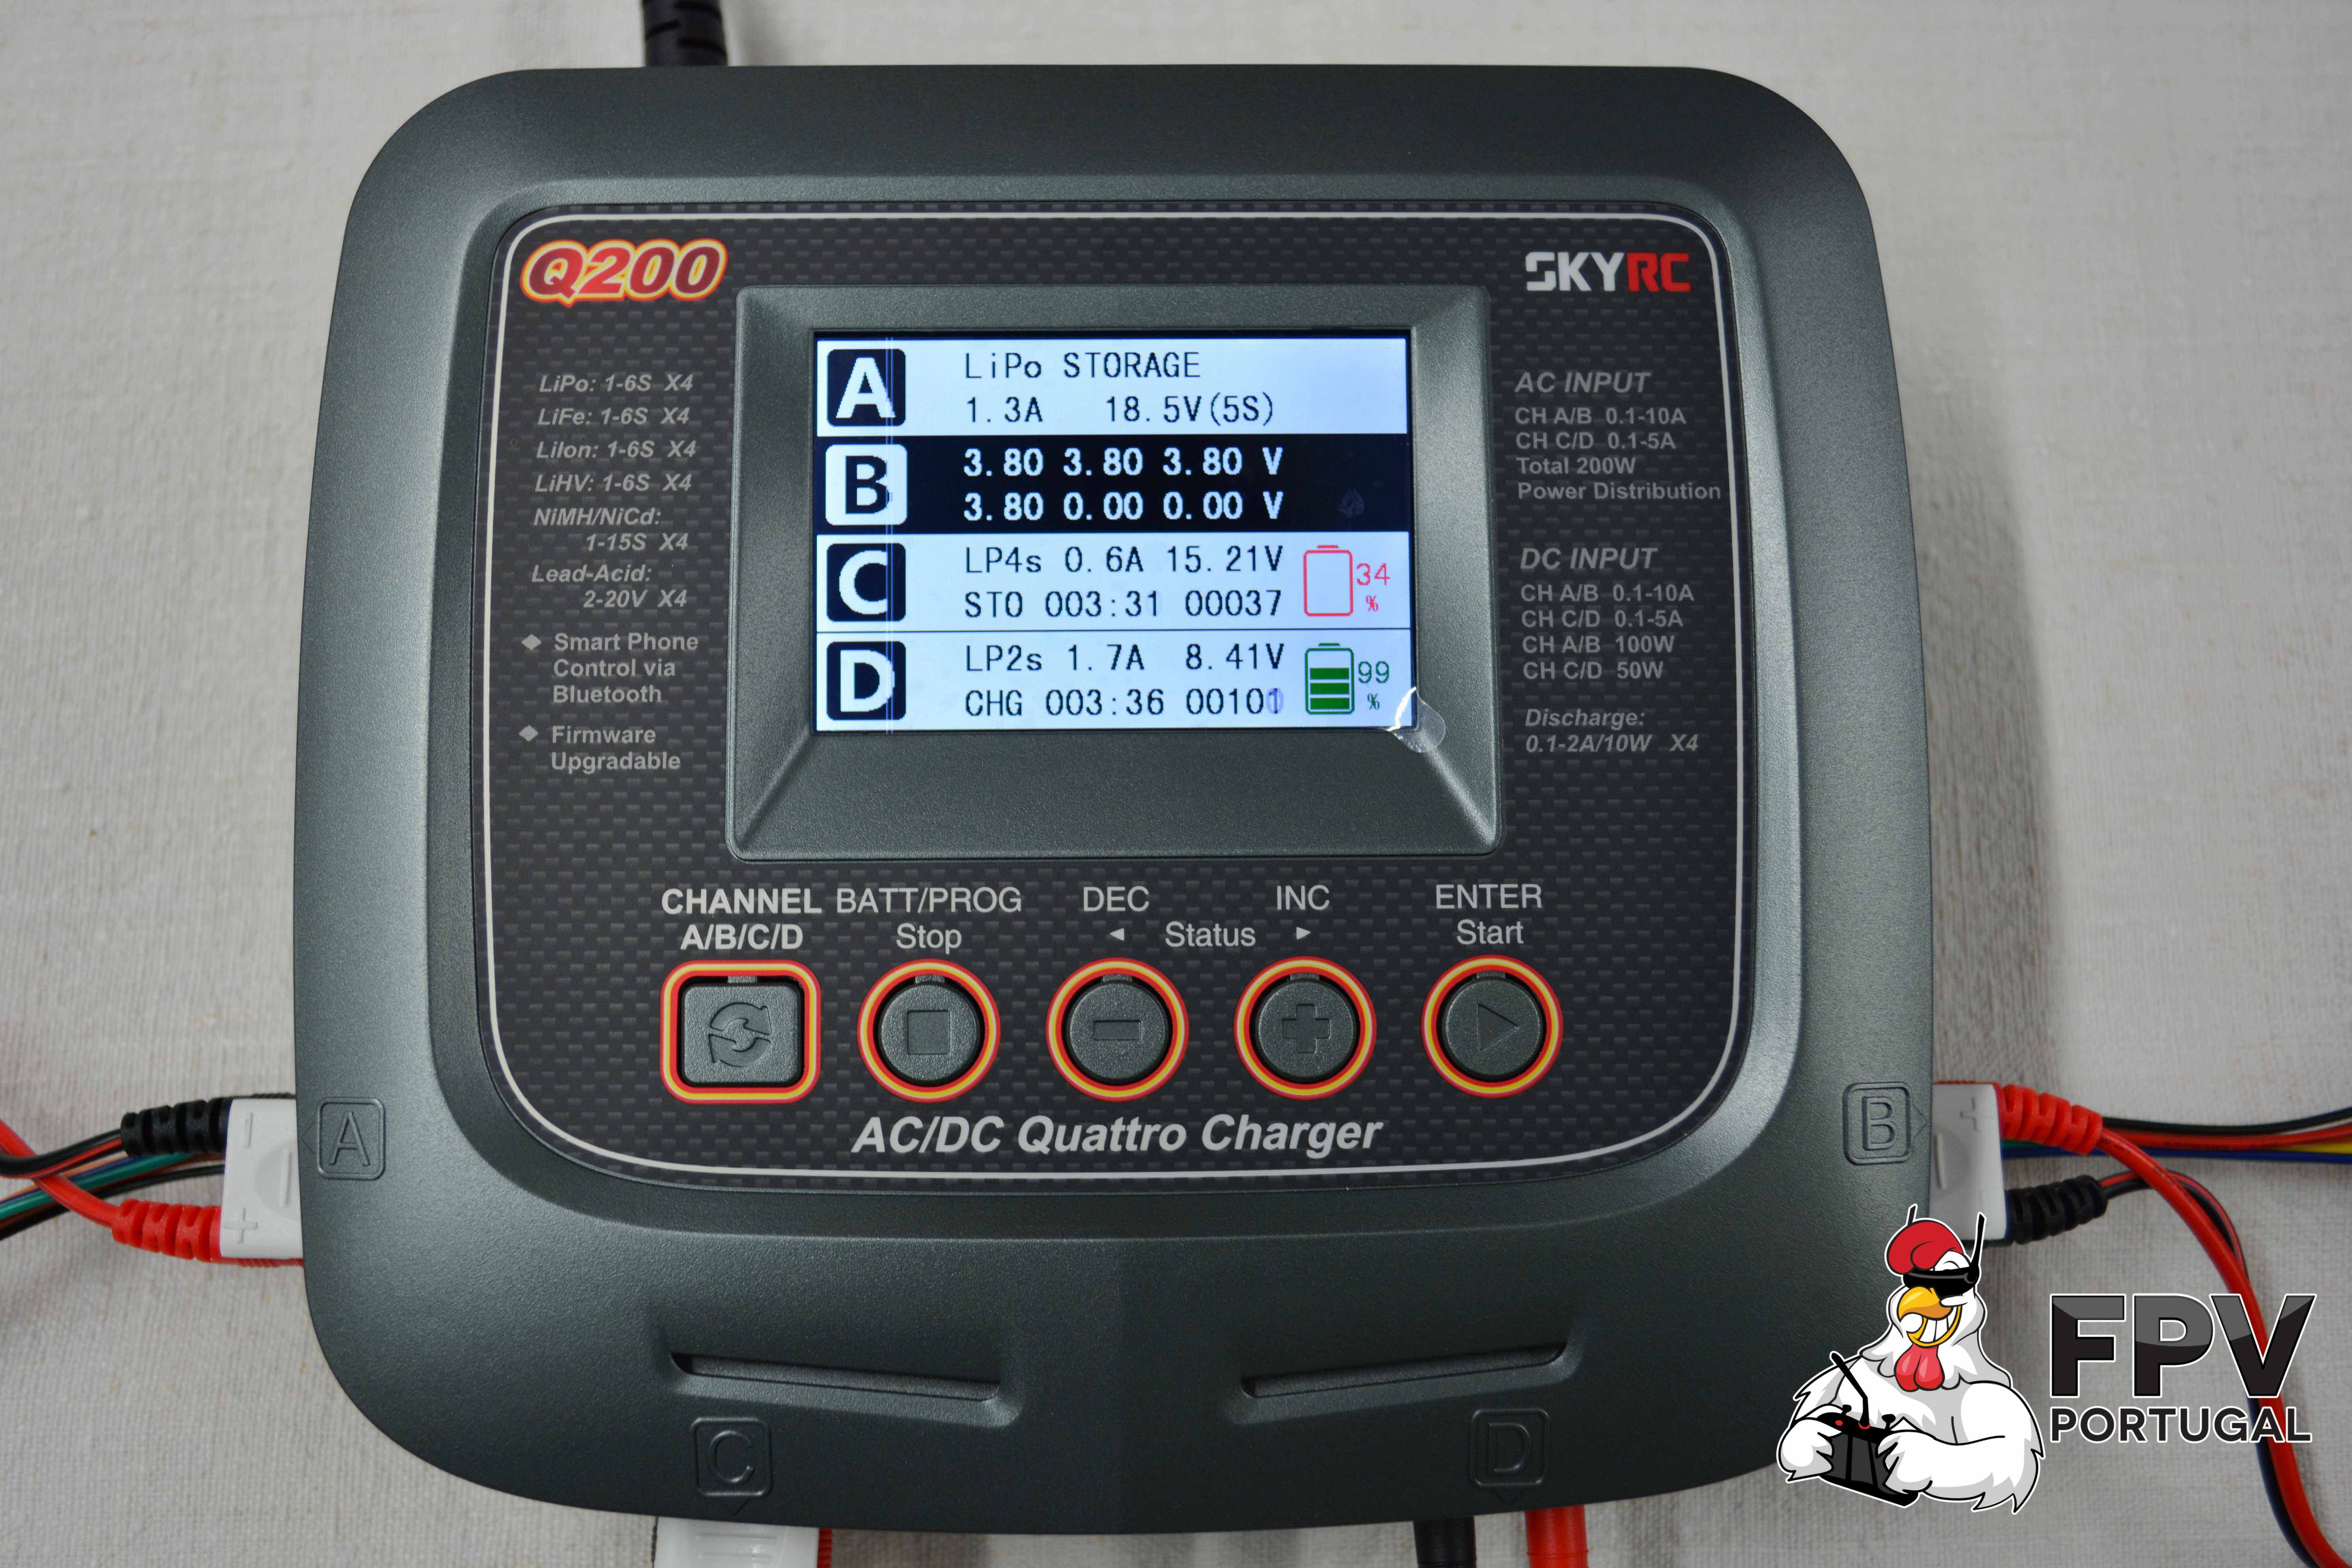 Q200
SKYRC
LiPo: 1-6S X4
LiFe: 1-6S X4
LiIon: 1-6S X4
LiHV: 1-6S X4
NiMH/NiCd:
1-15S X4
Lead-Acid:
2-20V X4
Smart Phone
Control via
Bluetooth
Firmware
Upgradable
A
LiPo STORAGE
1.3A 18.5V(5S)
B
3.80 3.80 3.80 V
3.80 0.00 0.00 V
C
LP4s 0.6A 15.21V
STO 003:31 00037
34
%
D
LP2s 1.7A 8.41V
CHG 003:36 00101
99
%
AC INPUT
CH A/B 0.1-10A
CH C/D 0.1-5A
Total 200W
Power Distribution
DC INPUT
CH A/B 0.1-10A
CH C/D 0.1-5A
CH A/B 100W
CH C/D 50W
Discharge:
0.1-2A/10W X4
CHANNEL
A/B/C/D
BATT/PROG
Stop
DEC
INC
◄ Status ►
ENTER
Start
AC/DC Quattro Charger
A
B
C
D
FPV
PORTUGAL